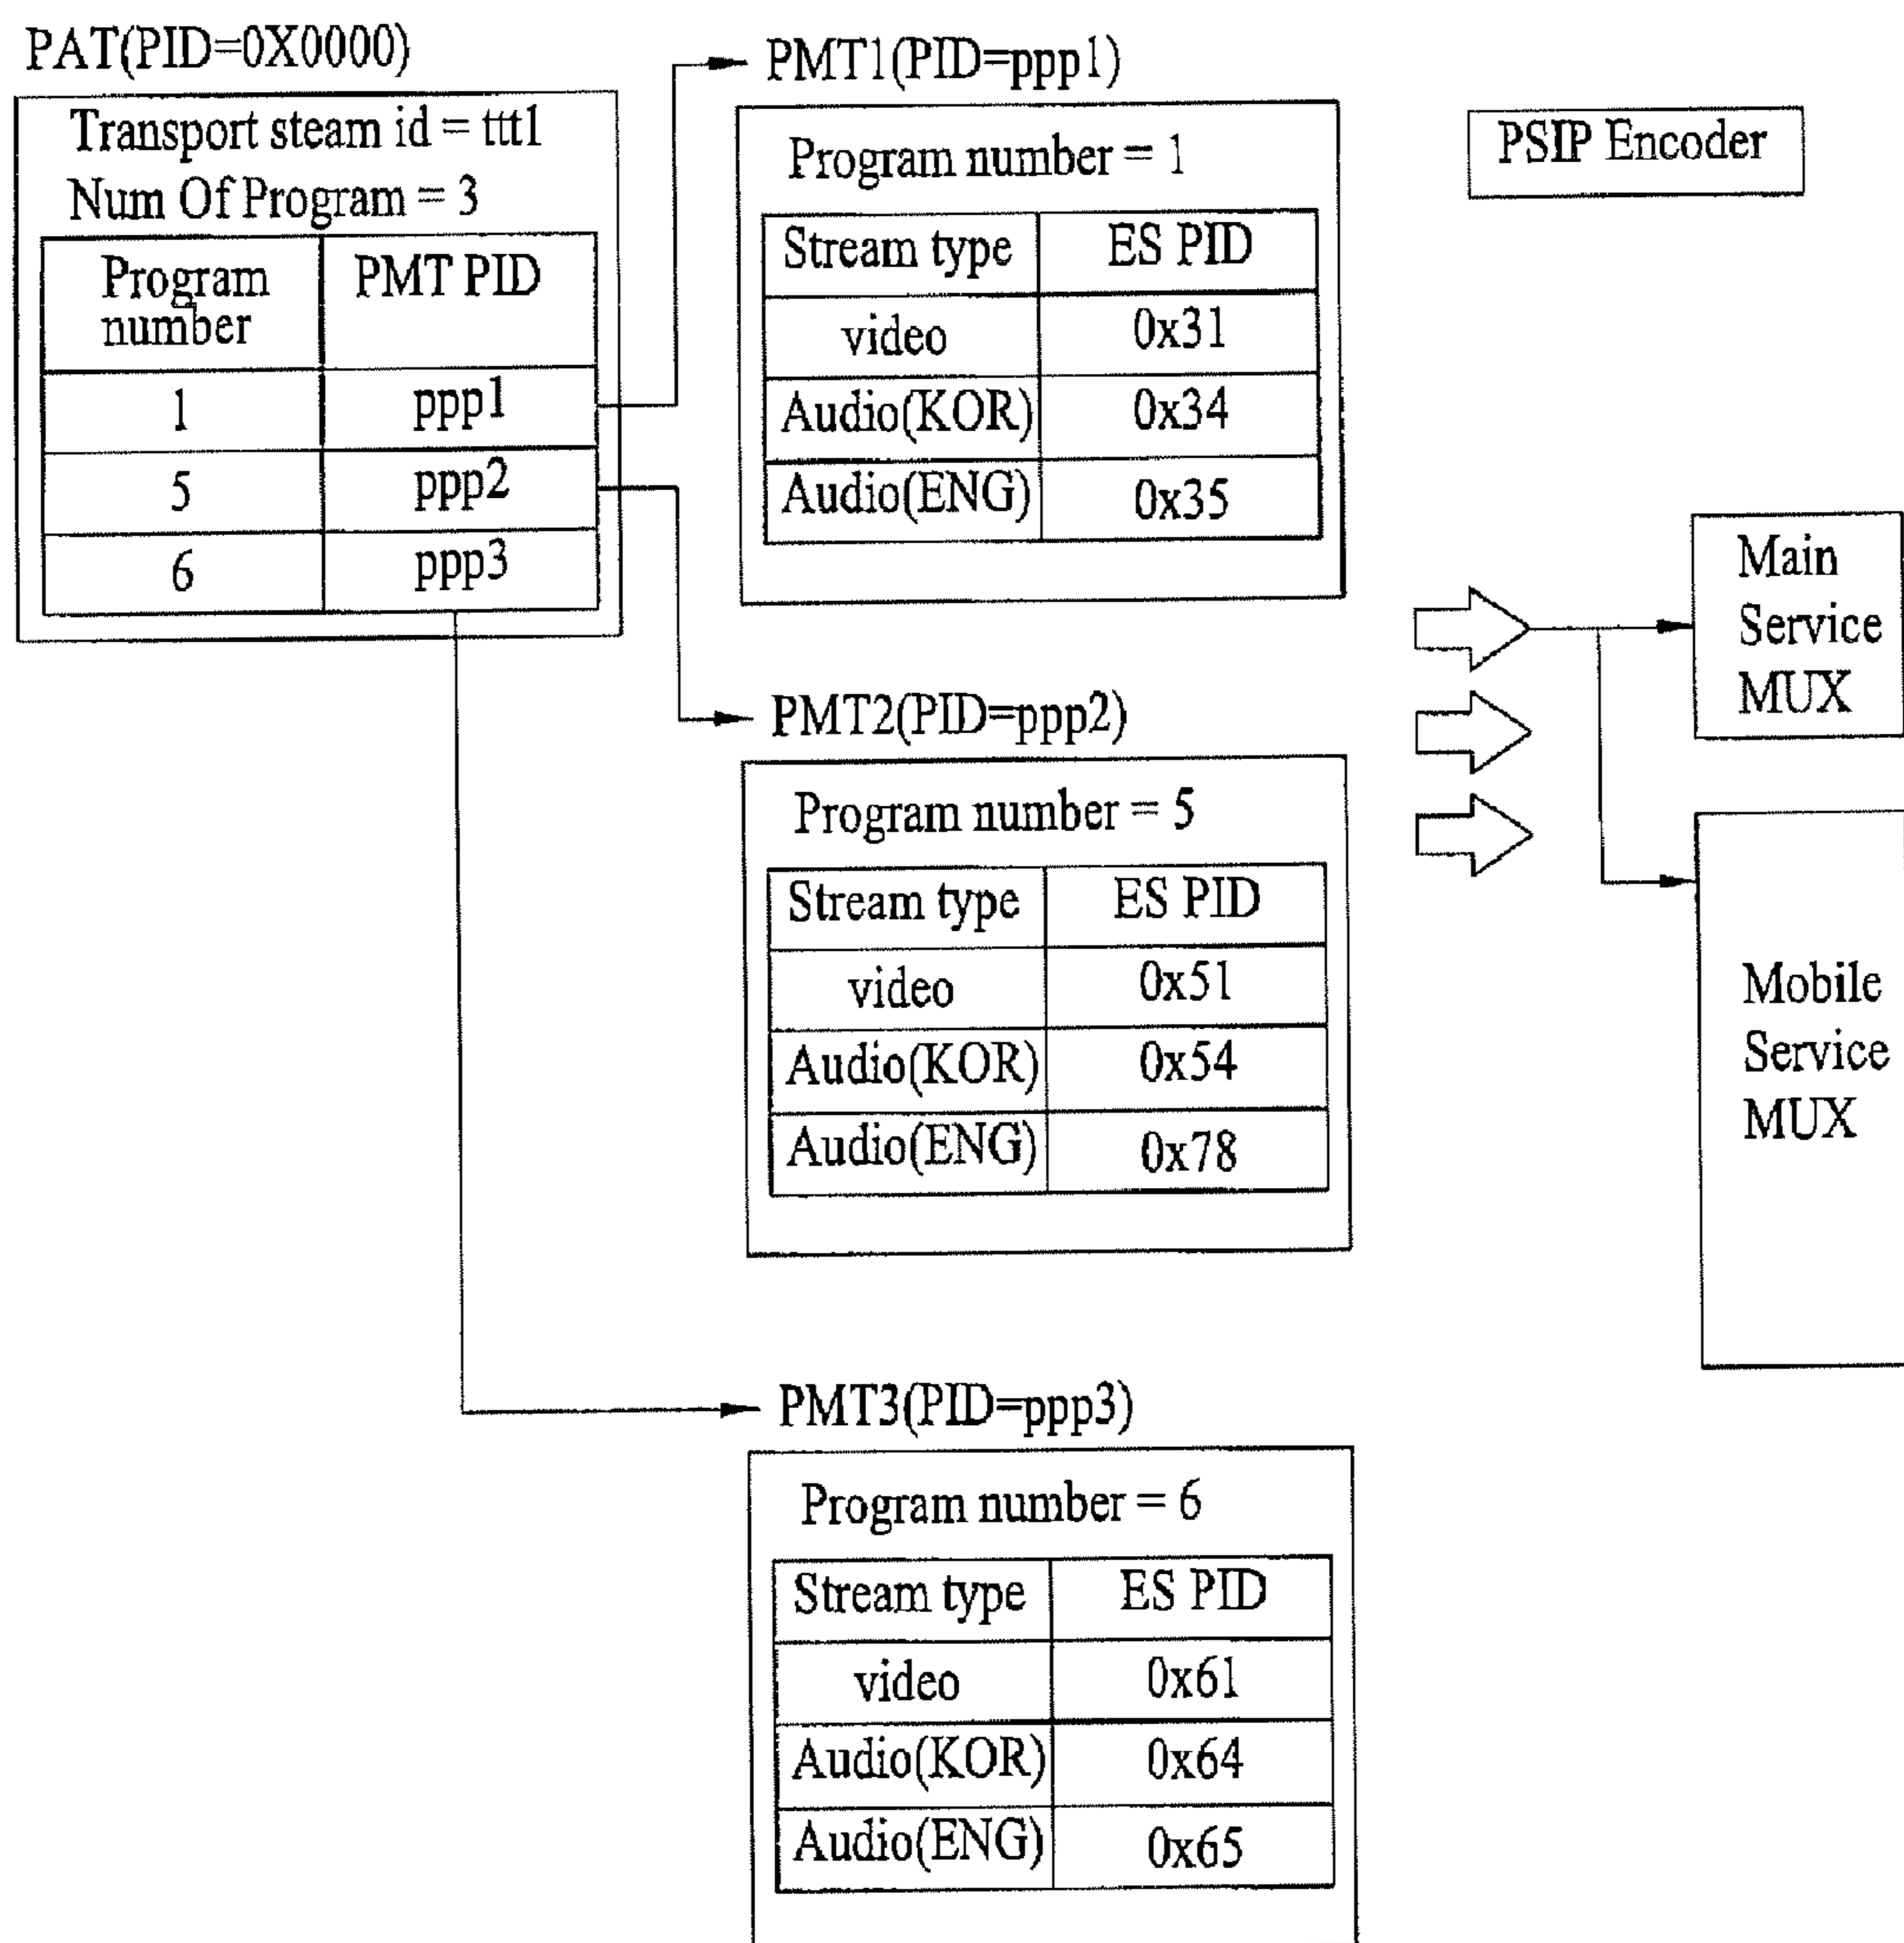 PAT(PID=0X0000)
Transport steam id = ttt1
Num Of Program = 3
Program number PMT PID
1 ppp1
5 ppp2
6 ppp3
PMT1(PID=ppp1)
Program number = 1
Stream type ES PID
video 0x31
Audio(KOR) 0x34
Audio(ENG) 0x35
PMT2(PID=ppp2)
Program number = 5
Stream type ES PID
video 0x51
Audio(KOR) 0x54
Audio(ENG) 0x78
PMT3(PID=ppp3)
Program number = 6
Stream type ES PID
video 0x61
Audio(KOR) 0x64
Audio(ENG) 0x65
PSIP Encoder
Main
Service
MUX
Mobile
Service
MUX